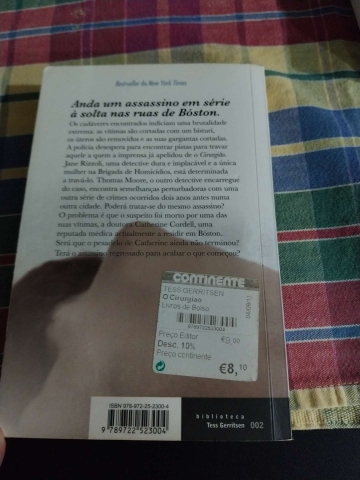 Bestseller do New York Times
Anda um assassino em série
à solta nas ruas de Bóston.
Os cadáveres encontrados indiciam uma brutalidade
extrema: as vítimas são cortadas com um bisturi,
os úteros são removidos e as suas gargantas cortadas.
A polícia desespera para encontrar pistas para travar
aquele a quem a imprensa já apelidou de o Cirurgião.
Jane Rizzoli, uma detective dura e implacável e a única
mulher na Brigada de Homicídios, está determinada
a travá-lo. Thomas Moore, o outro detective encarregue
do caso, encontra semelhanças perturbadoras com uma
outra série de crimes ocorridos dois anos antes numa
outra cidade. Poderá tratar-se do mesmo assassino?
O problema é que o suspeito foi morto por uma das
suas vítimas, a doutora Catherine Cordell, uma
reputada médica actualmente a residir em Bóston.
Será que o pesadelo de Catherine ainda não terminou?
Terá o regressado para acabar o que começou?
CONTINENTE
TESS GERRITSEN
O Cirurgiao
Livros de Bolso
9789722523004
Preço Editor €9,00
Desc. 10%
Preço continente
€8,10
ISBN 978-972-25-2300-4
9 789722 523004
biblioteca
Tess Gerritsen 002